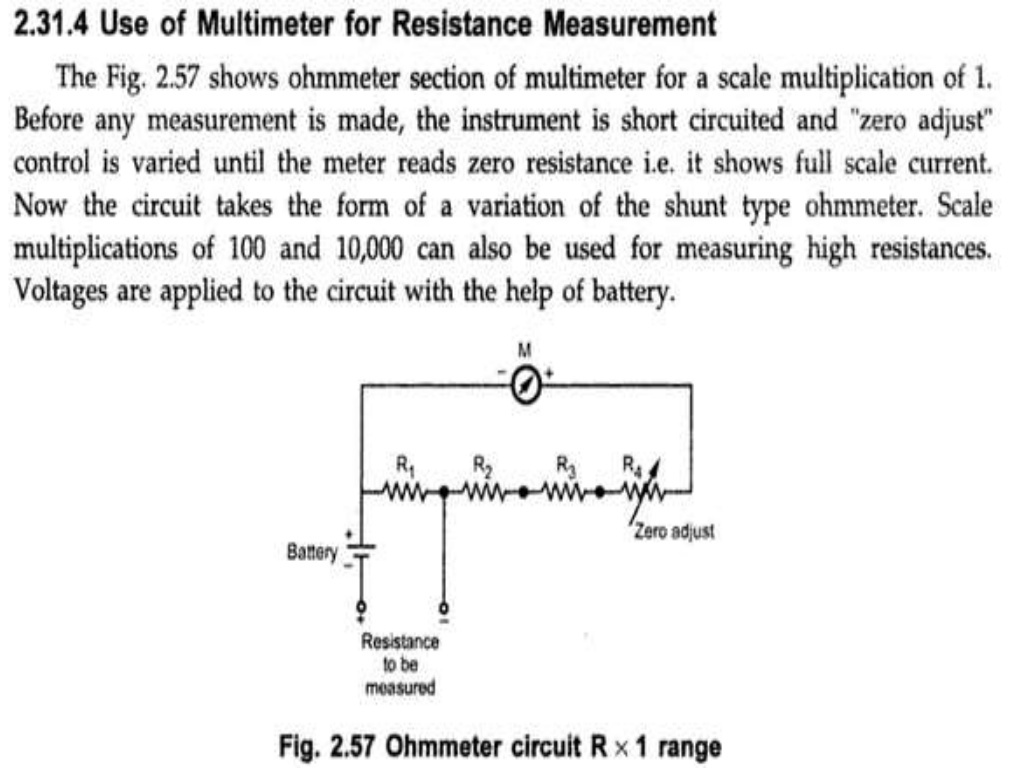 2.31.4 Use of Multimeter for Resistance Measurement
The Fig. 2.57 shows ohmmeter section of multimeter for a scale multiplication of 1.
Before any measurement is made, the instrument is short circuited and "zero adjust"
control is varied until the meter reads zero resistance i.e. it shows full scale current.
Now the circuit takes the form of a variation of the shunt type ohmmeter. Scale
multiplications of 100 and 10,000 can also be used for measuring high resistances.
Voltages are applied to the circuit with the help of battery.
M
- +
R₁ R₂ R₃ R₄
Zero adjust
+
Battery
-
+ -
Resistance
to be
measured
Fig. 2.57 Ohmmeter circuit R × 1 range